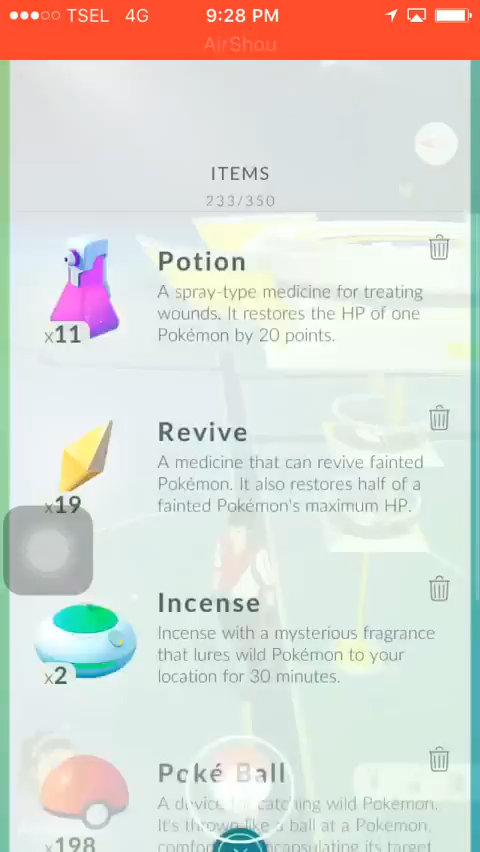 TSEL 4G 9:28 PM
AirShou
ITEMS
233/350
Potion
A spray-type medicine for treating
wounds. It restores the HP of one
Pokémon by 20 points.
x11
Revive
A medicine that can revive fainted
Pokémon. It also restores half of a
fainted Pokémon's maximum HP.
x19
Incense
Incense with a mysterious fragrance
that lures wild Pokémon to your
location for 30 minutes.
x2
Poké Ball
A device for catching wild Pokémon.
It's thrown like a ball at a Pokémon,
encapsulating its target
x198